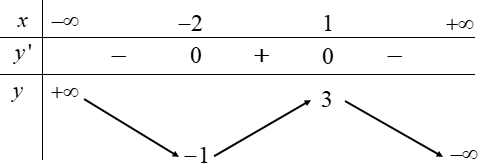 x −∞ −2 1 +∞
y' − 0 + 0 −
y +∞ 3
−1 −∞